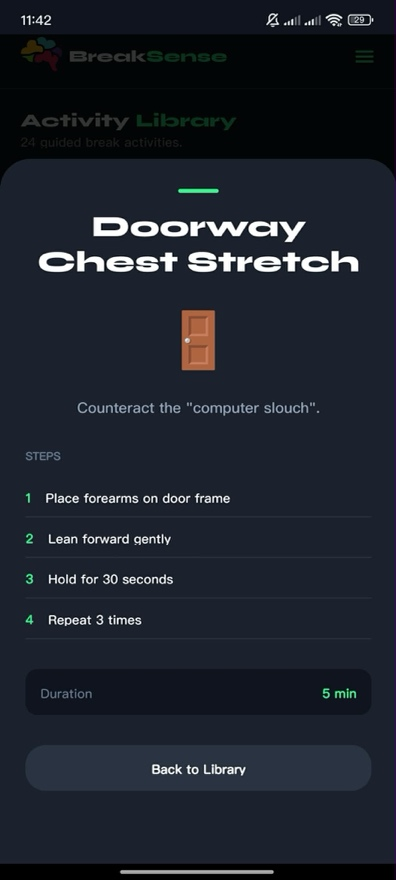 11:42
29
BreakSense
Activity Library
24 guided break activities.
Doorway
Chest Stretch
Counteract the "computer slouch".
STEPS
1 Place forearms on door frame
2 Lean forward gently
3 Hold for 30 seconds
4 Repeat 3 times
Duration 5 min
Back to Library